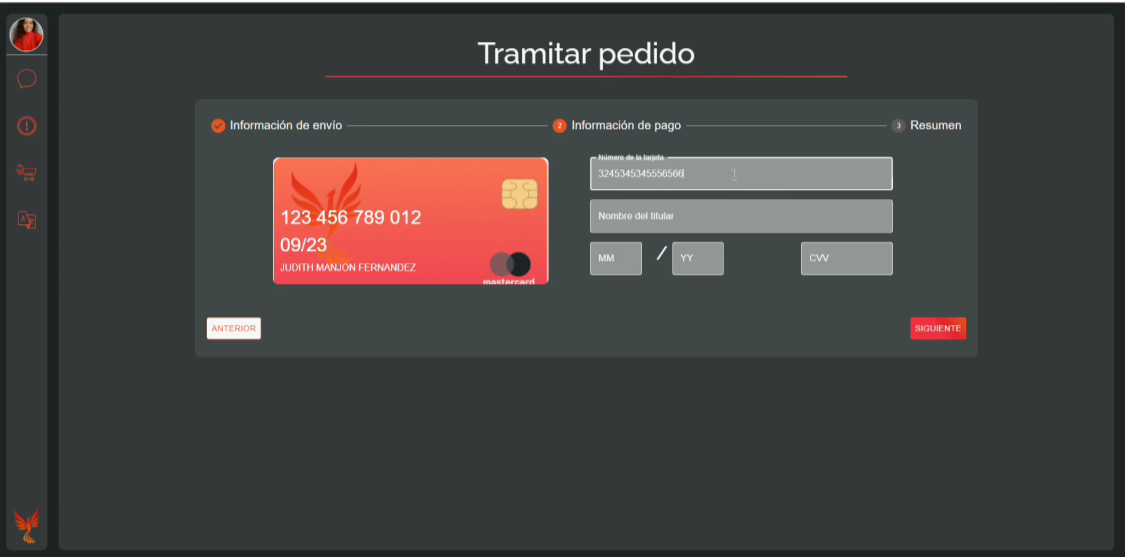 Tramitar pedido
Información de envío
2 Información de pago
3 Resumen
123 456 789 012
09/23
JUDITH MANJON FERNANDEZ
mastercard
Número de la tarjeta
3245345345556566
Nombre del titular
MM / YY
CVV
ANTERIOR
SIGUIENTE